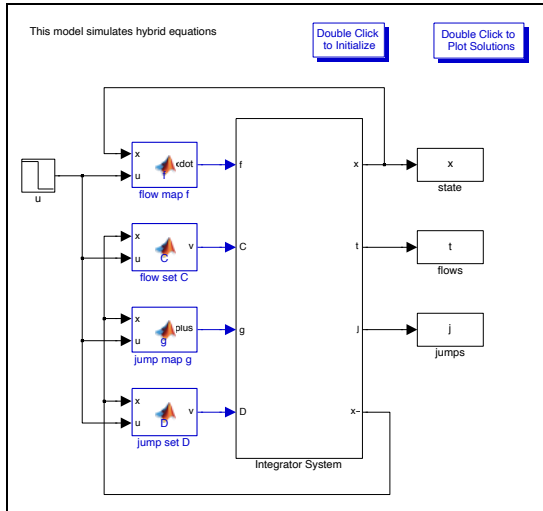 This model simulates hybrid equations
Double Click
to Initialize
Double Click to
Plot Solutions
x
u
xdot
f
flow map f
u
x
u
v
C
flow set C
x
u
plus
g
jump map g
x
u
v
D
jump set D
f
C
g
D
x
t
j
x-
Integrator System
x
state
t
flows
j
jumps